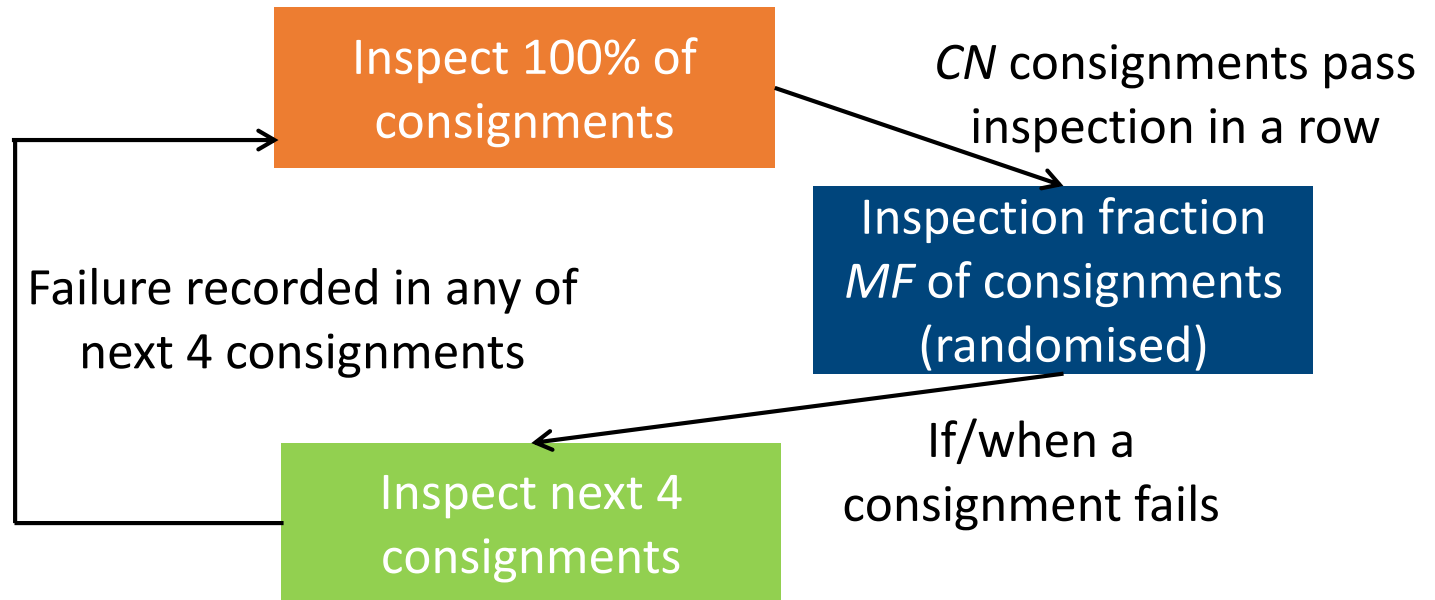 Inspect 100% of
consignments
CN consignments pass
inspection in a row
Inspection fraction
MF of consignments
(randomised)
Failure recorded in any of
next 4 consignments
If/when a
consignment fails
Inspect next 4
consignments